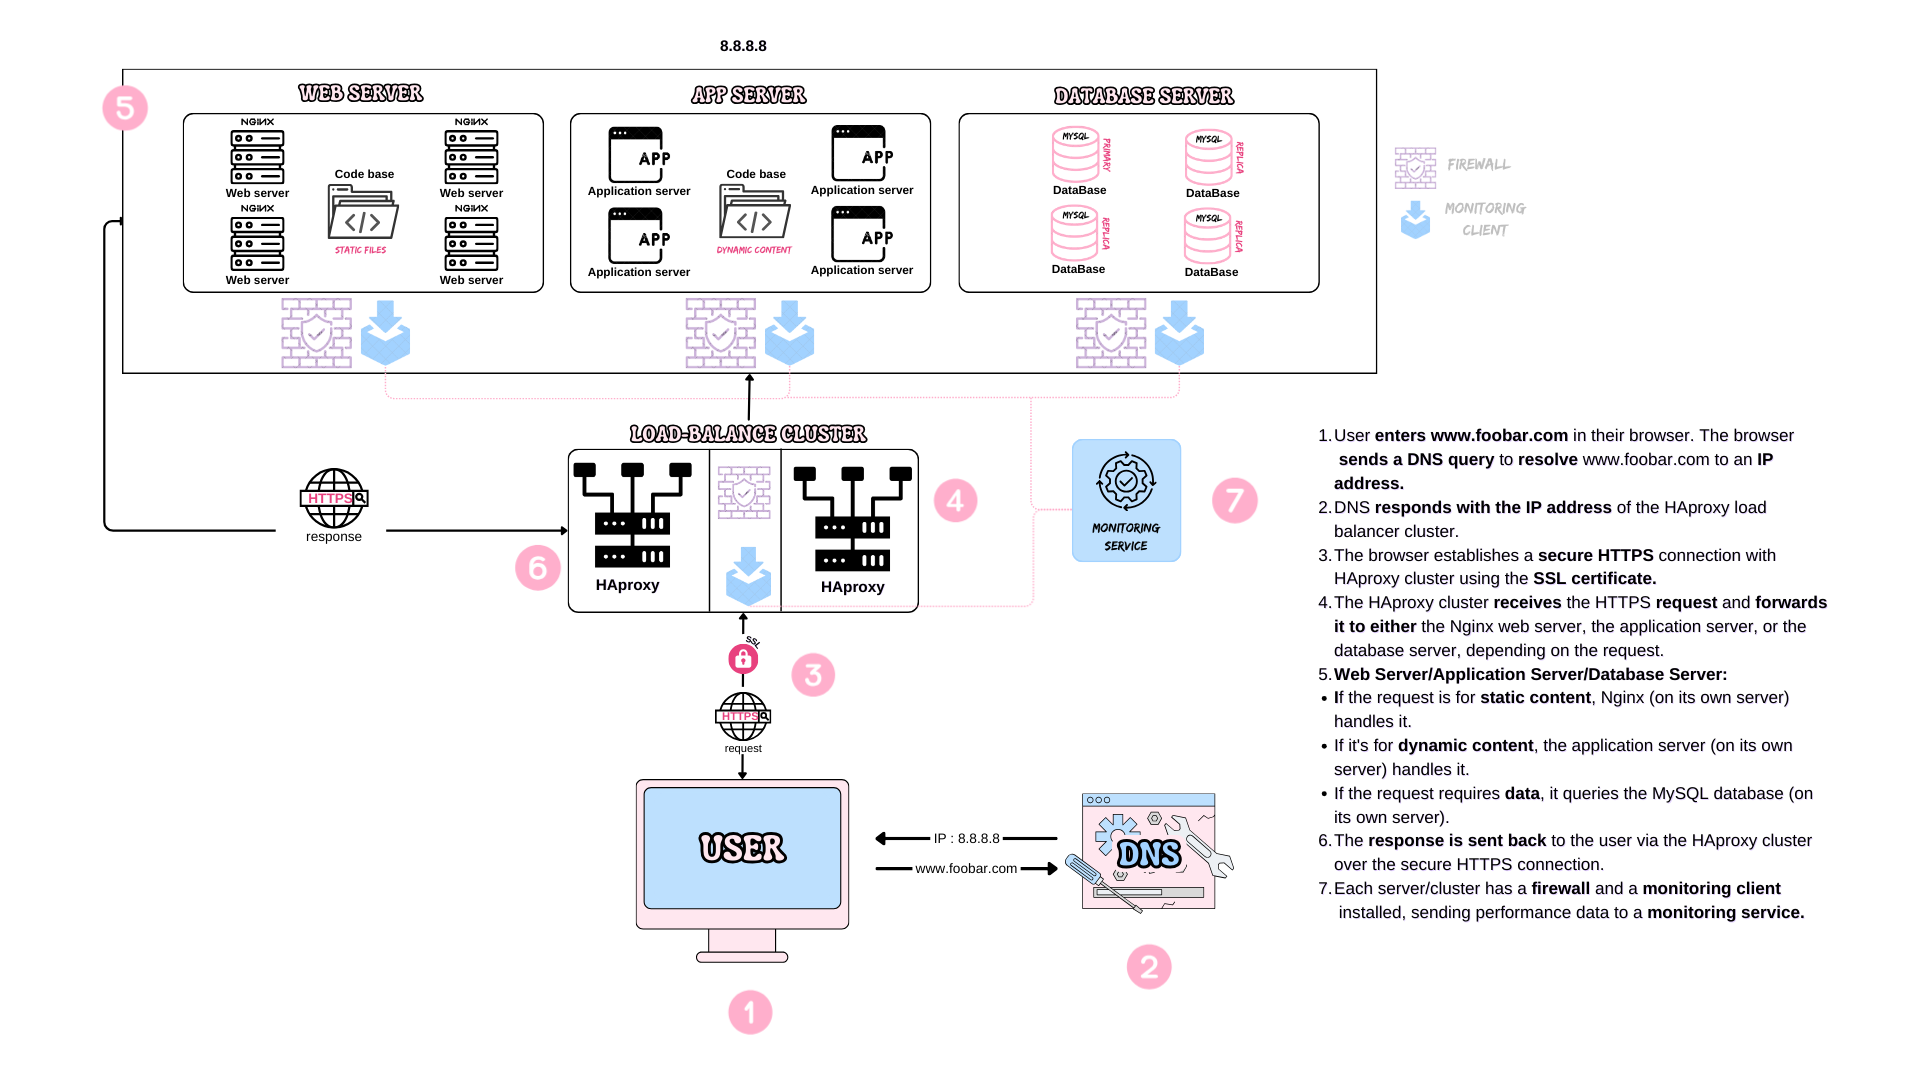 8.8.8.8
5
WEB SERVER
APP SERVER
DATABASE SERVER
NGINX
Web server
NGINX
Web server
NGINX
Web server
NGINX
Web server
Code base
STATIC FILES
APP
Application server
APP
Application server
APP
Application server
APP
Application server
Code base
DYNAMIC CONTENT
MYSQL
PRIMARY
DataBase
MYSQL
REPLICA
DataBase
MYSQL
REPLICA
DataBase
MYSQL
REPLICA
DataBase
FIREWALL
MONITORING
CLIENT
LOAD-BALANCE CLUSTER
HAproxy
HAproxy
4
6
HTTPS
response
MONITORING
SERVICE
7
SSL
3
HTTPS
request
USER
1
IP : 8.8.8.8
www.foobar.com
DNS
2
1. User enters www.foobar.com in their browser. The browser
sends a DNS query to resolve www.foobar.com to an IP
address.
2. DNS responds with the IP address of the HAproxy load
balancer cluster.
3. The browser establishes a secure HTTPS connection with
HAproxy cluster using the SSL certificate.
4. The HAproxy cluster receives the HTTPS request and forwards
it to either the Nginx web server, the application server, or the
database server, depending on the request.
5. Web Server/Application Server/Database Server:
• If the request is for static content, Nginx (on its own server)
handles it.
• If it's for dynamic content, the application server (on its own
server) handles it.
• If the request requires data, it queries the MySQL database (on
its own server).
6. The response is sent back to the user via the HAproxy cluster
over the secure HTTPS connection.
7. Each server/cluster has a firewall and a monitoring client
installed, sending performance data to a monitoring service.